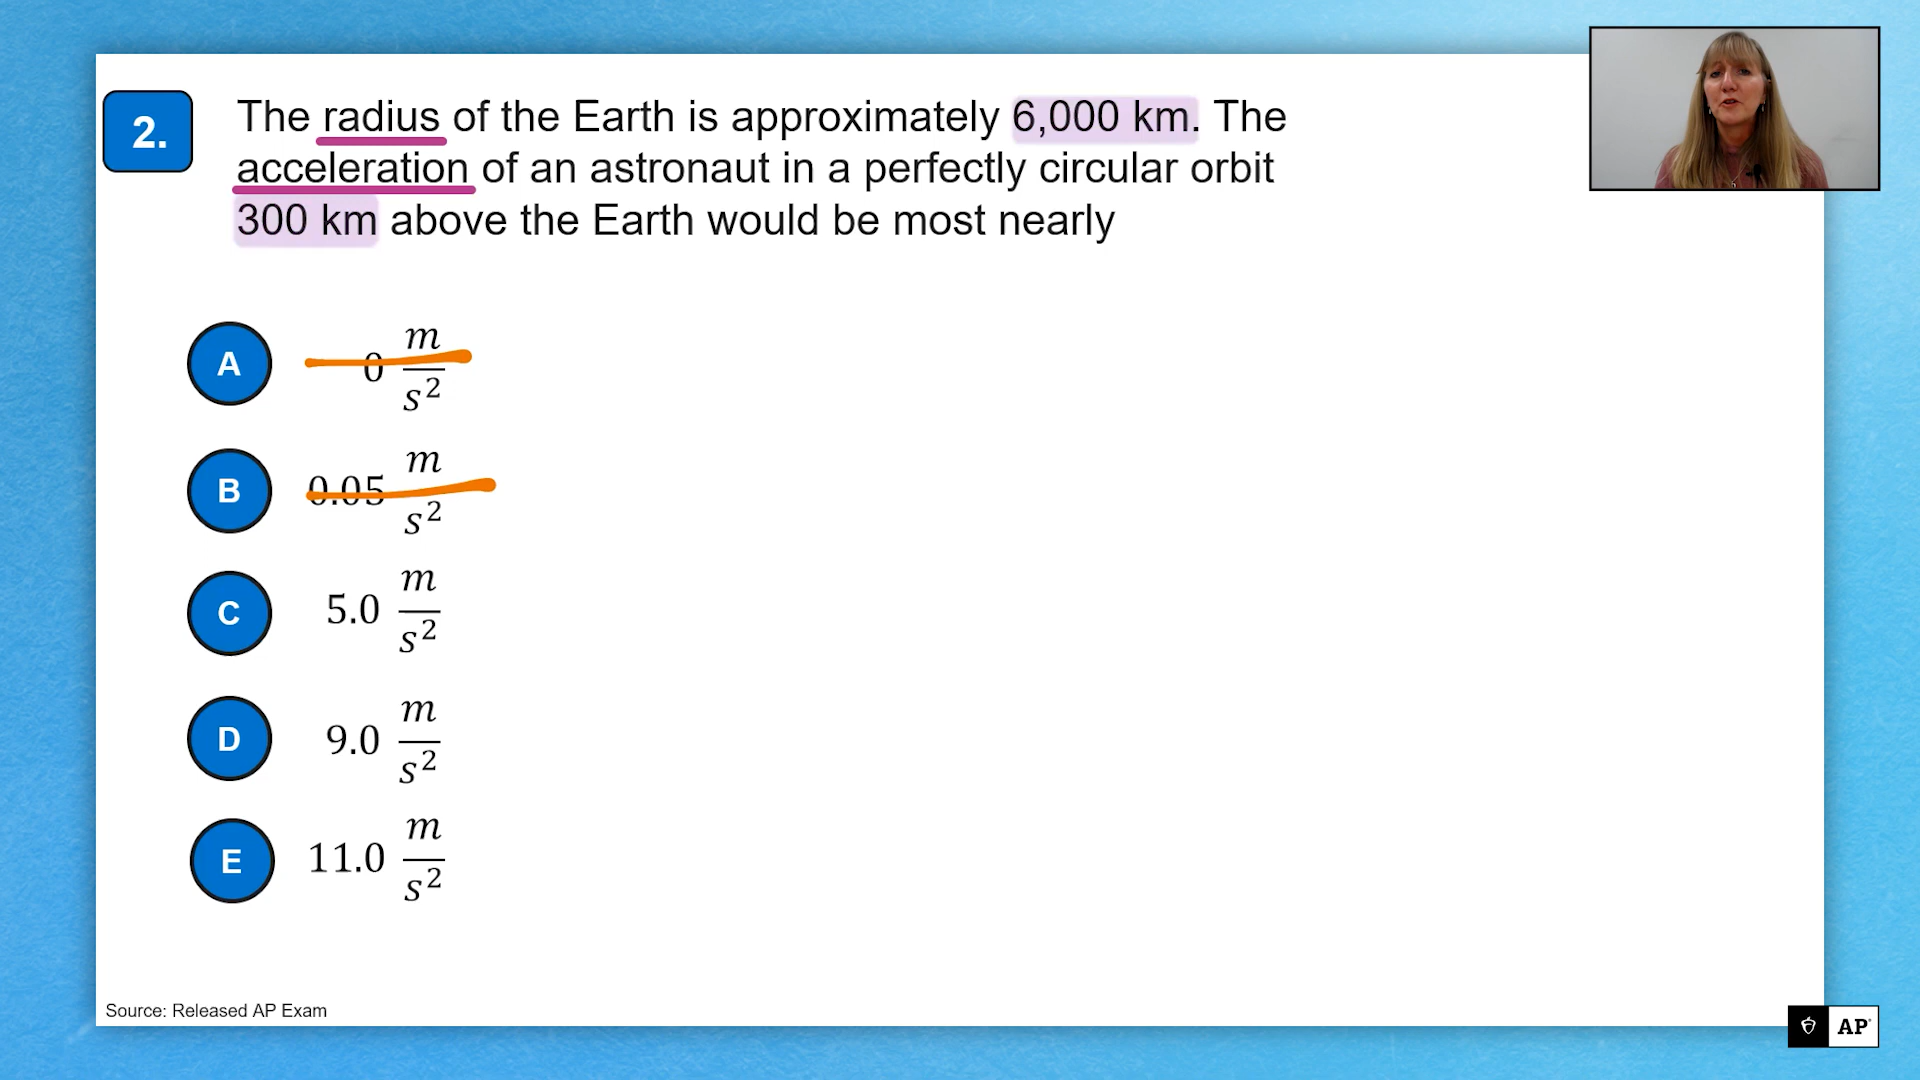 2.
The radius of the Earth is approximately 6,000 km. The
acceleration of an astronaut in a perfectly circular orbit
300 km above the Earth would be most nearly
A 0 m/s²
B 0.05 m/s²
C 5.0 m/s²
D 9.0 m/s²
E 11.0 m/s²
Source: Released AP Exam
AP